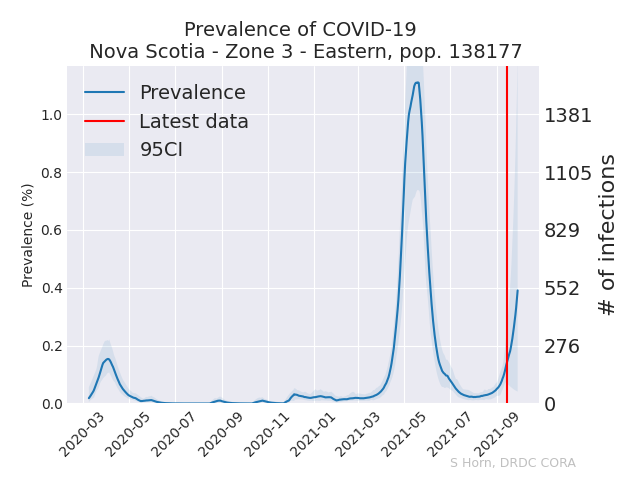 Prevalence of COVID-19
Nova Scotia - Zone 3 - Eastern, pop. 138177
Prevalence
Latest data
95CI
Prevalence (%)
1.0
0.8
0.6
0.4
0.2
0.0
1381
1105
829
552
276
0
# of infections
2020-03
2020-05
2020-07
2020-09
2020-11
2021-01
2021-03
2021-05
2021-07
2021-09
S Horn, DRDC CORA